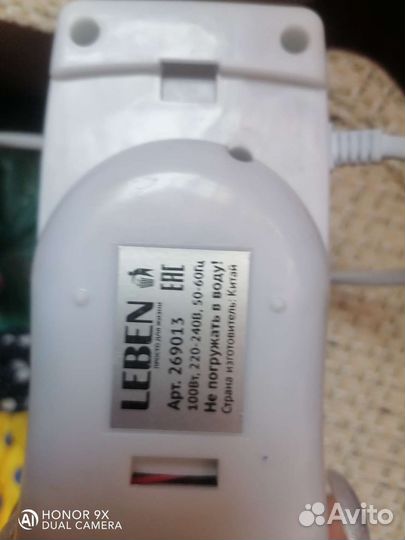 LEBEN
ПРОСТО ДЛЯ ЖИЗНИ
EAC
Арт. 269013
100Вт, 220-240В, 50-60Гц
Не погружать в воду!
Страна изготовитель: Китай
HONOR 9X
DUAL CAMERA
Avito